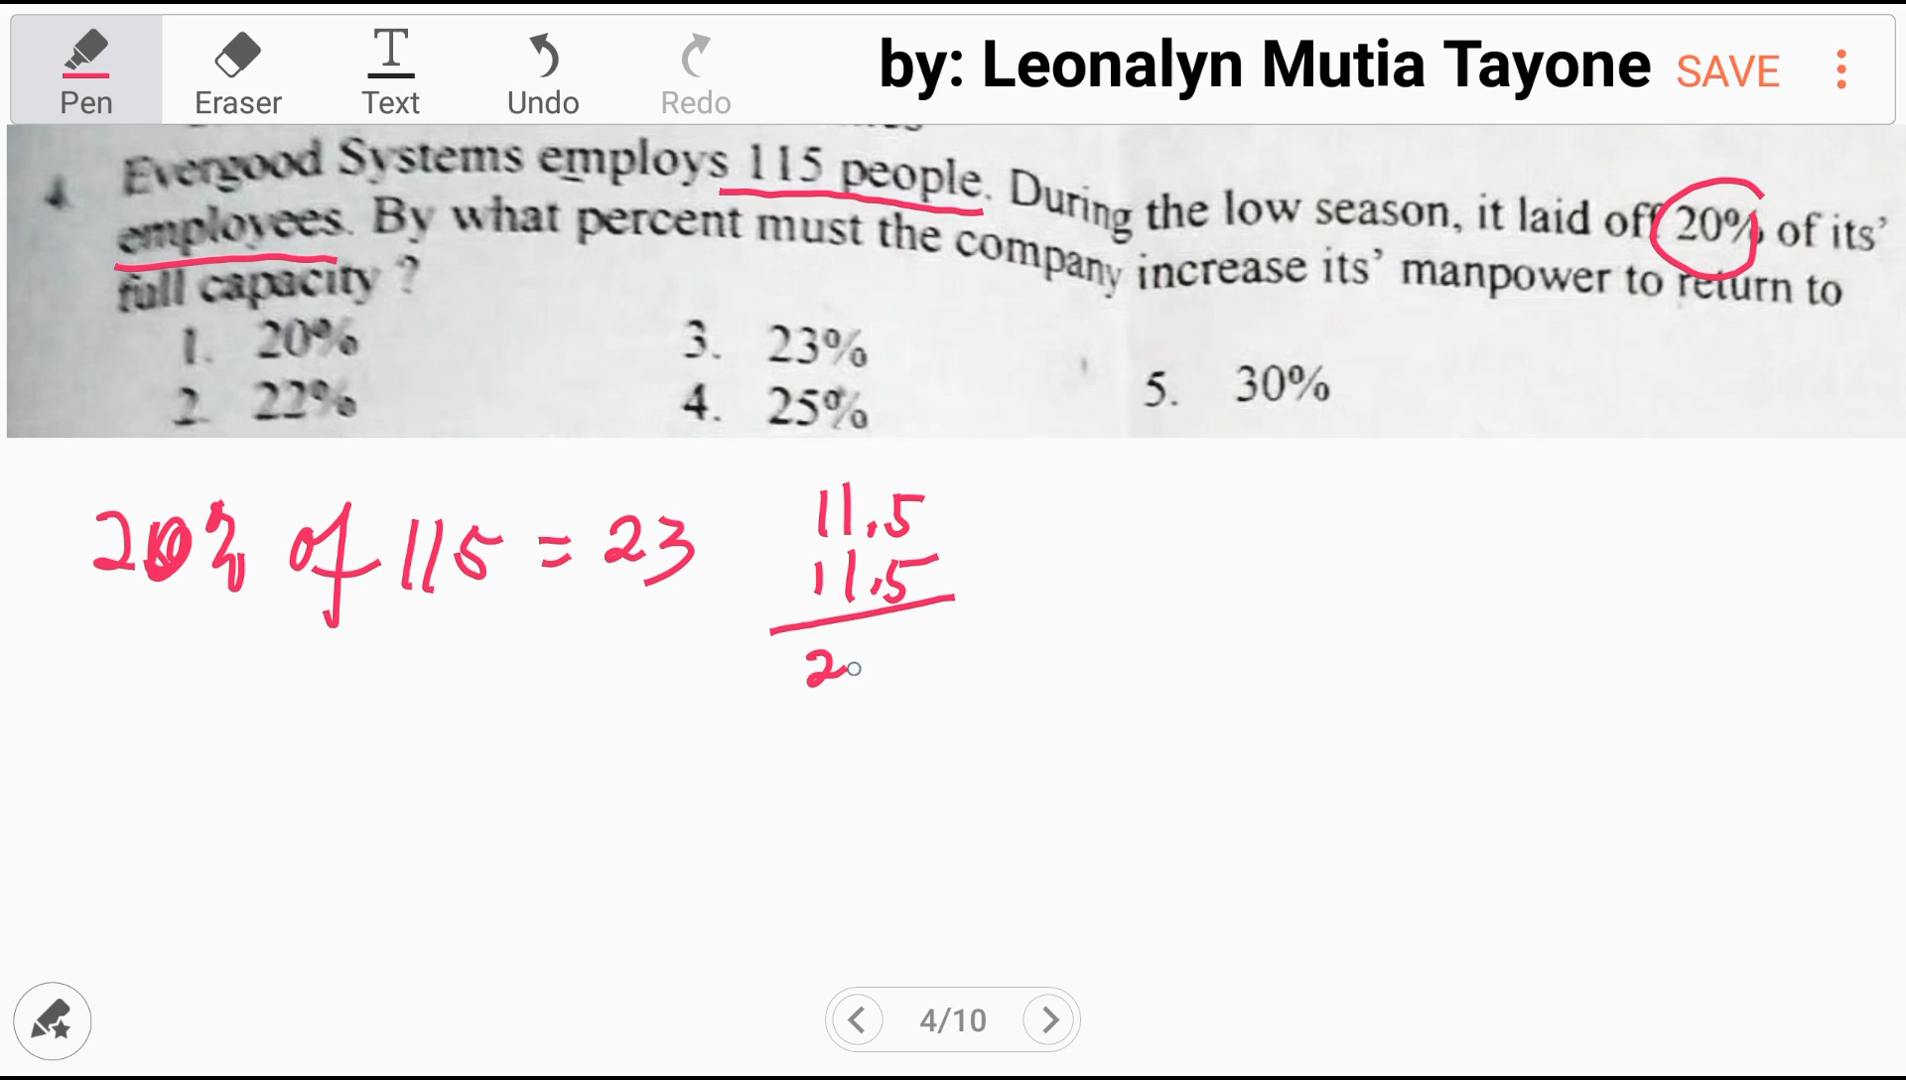 Pen
Eraser
Text
Undo
Redo
by: Leonalyn Mutia Tayone
SAVE
4. Evergood Systems employs 115 people. During the low season, it laid off 20% of its’
employees. By what percent must the company increase its’ manpower to return to
full capacity ?
1. 20%
2. 22%
3. 23%
4. 25%
5. 30%
20% of 115 = 23
11.5
11.5
2
4/10